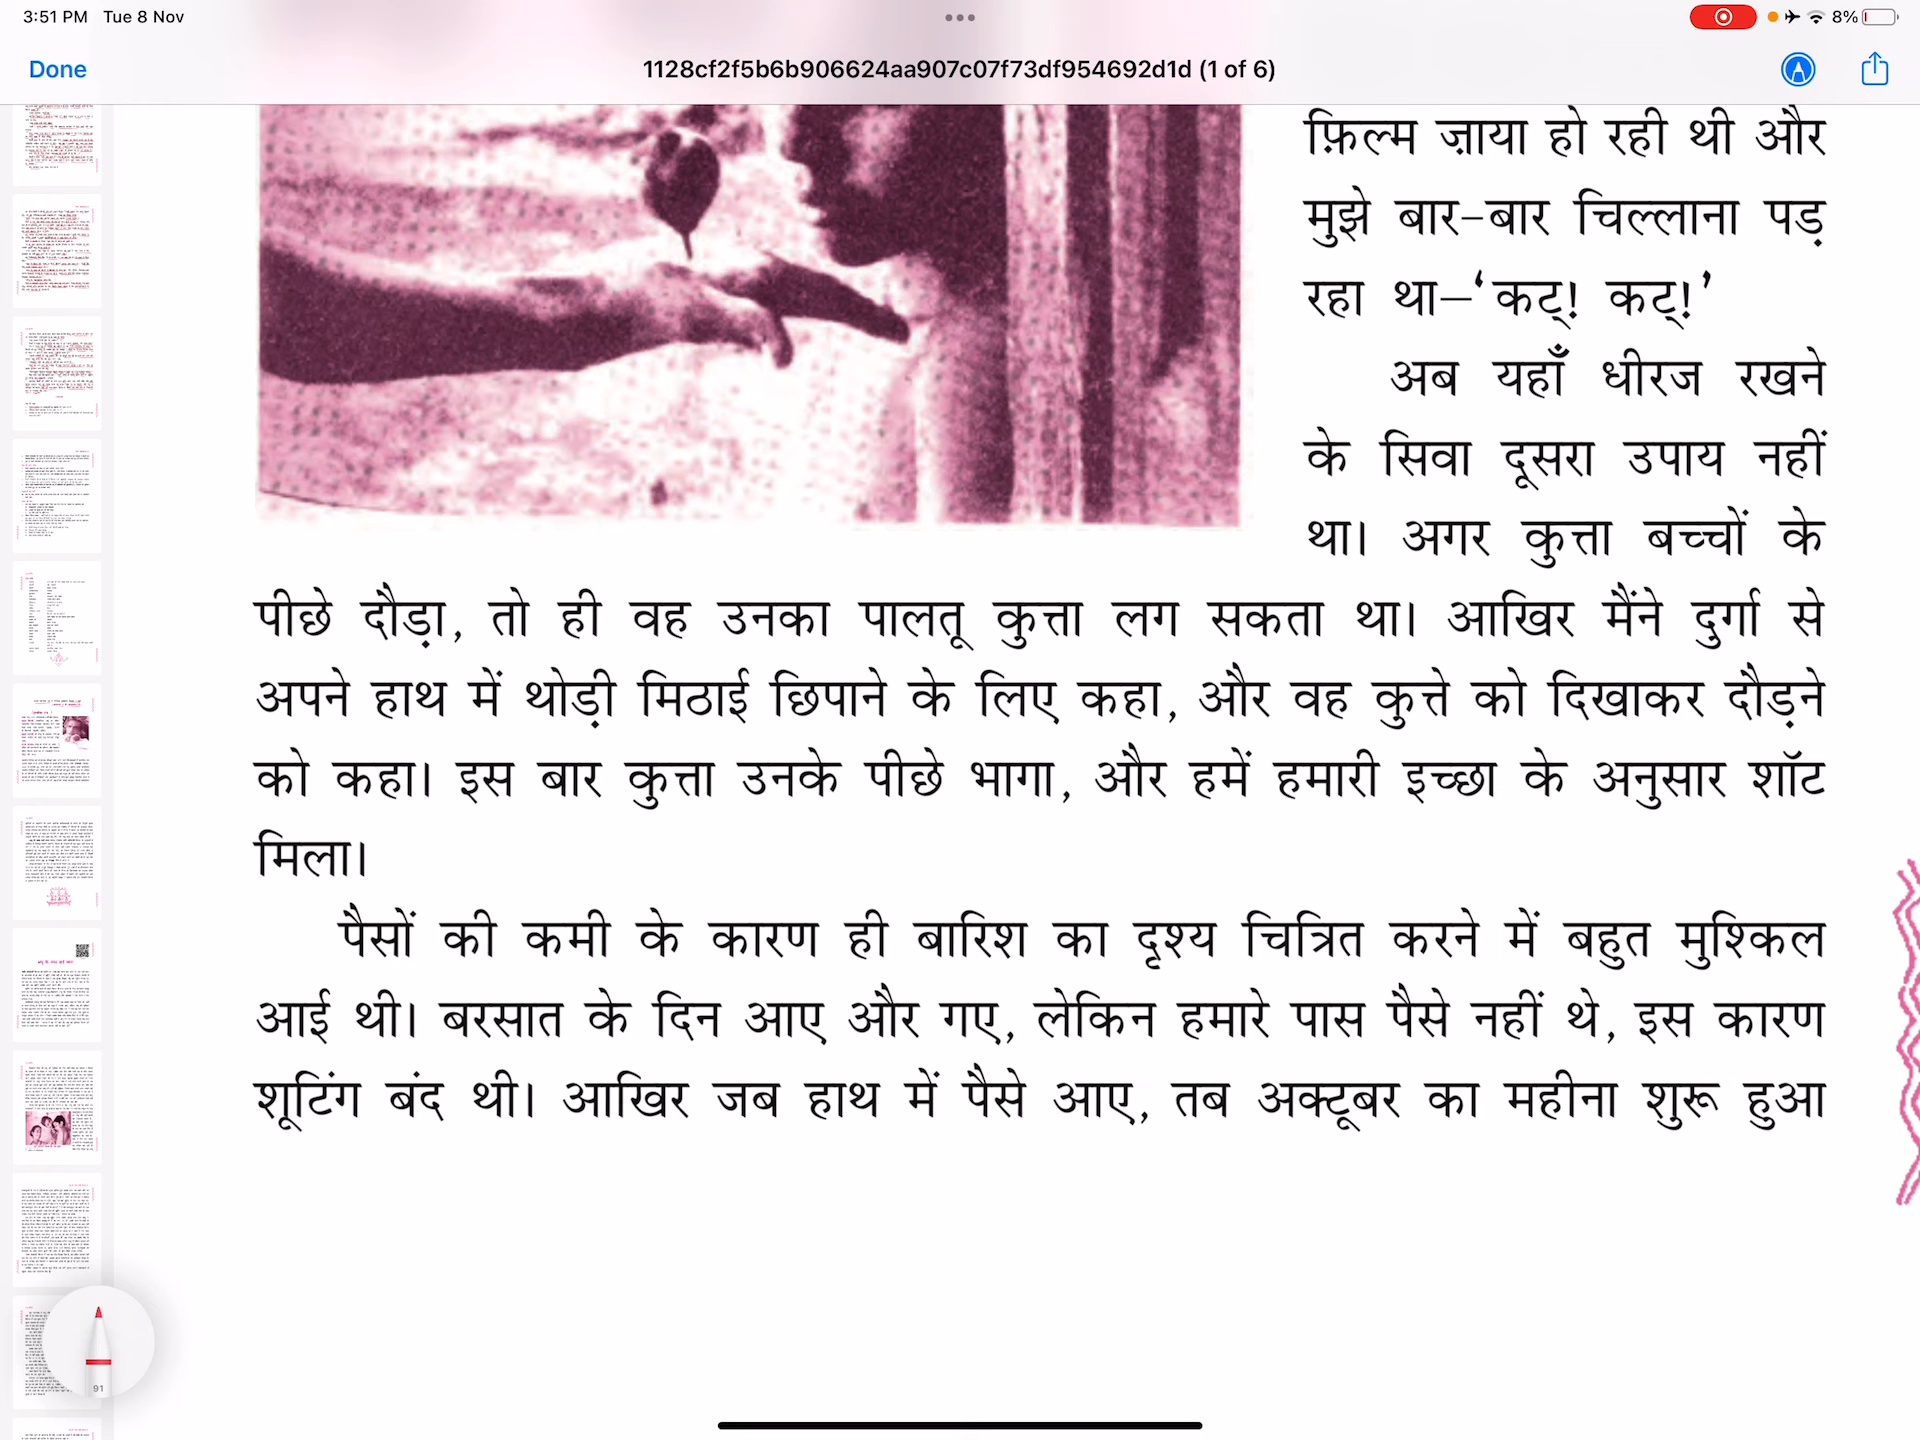 3:51 PM Tue 8 Nov
8%
Done
1128cf2f5b6b906624aa907c07f73df954692d1d (1 of 6)
फ़िल्म ज़ाया हो रही थी और
मुझे बार-बार चिल्लाना पड़
रहा था–‘कट्! कट्!’
अब यहाँ धीरज रखने
के सिवा दूसरा उपाय नहीं
था। अगर कुत्ता बच्चों के
पीछे दौड़ा, तो ही वह उनका पालतू कुत्ता लग सकता था। आखिर मैंने दुर्गा से
अपने हाथ में थोड़ी मिठाई छिपाने के लिए कहा, और वह कुत्ते को दिखाकर दौड़ने
को कहा। इस बार कुत्ता उनके पीछे भागा, और हमें हमारी इच्छा के अनुसार शॉट
मिला।
पैसों की कमी के कारण ही बारिश का दृश्य चित्रित करने में बहुत मुश्किल
आई थी। बरसात के दिन आए और गए, लेकिन हमारे पास पैसे नहीं थे, इस कारण
शूटिंग बंद थी। आखिर जब हाथ में पैसे आए, तब अक्टूबर का महीना शुरू हुआ
91